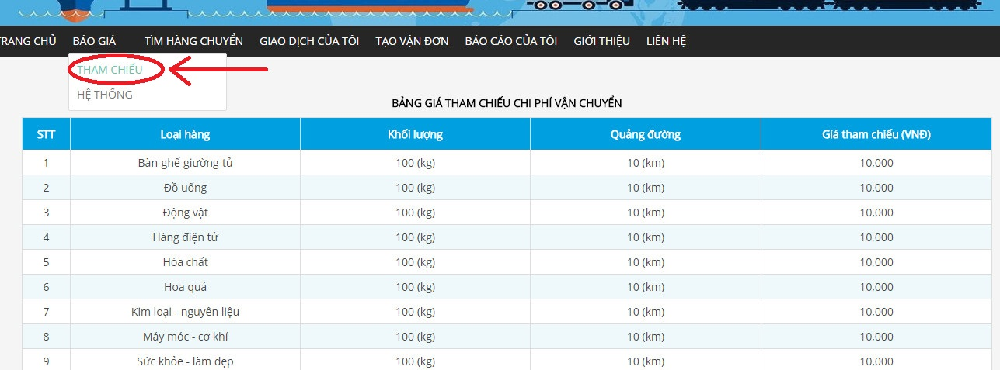 RANG CHỦ BÁO GIÁ TÌM HÀNG CHUYỂN GIAO DỊCH CỦA TÔI TẠO VẬN ĐƠN BÁO CÁO CỦA TÔI GIỚI THIỆU LIÊN HỆ
THAM CHIẾU
HỆ THỐNG
BẢNG GIÁ THAM CHIẾU CHI PHÍ VẬN CHUYỂN
STT Loại hàng Khối lượng Quảng đường Giá tham chiếu (VNĐ)
1 Bàn-ghế-giường-tủ 100 (kg) 10 (km) 10,000
2 Đồ uống 100 (kg) 10 (km) 10,000
3 Động vật 100 (kg) 10 (km) 10,000
4 Hàng điện tử 100 (kg) 10 (km) 10,000
5 Hóa chất 100 (kg) 10 (km) 10,000
6 Hoa quả 100 (kg) 10 (km) 10,000
7 Kim loại - nguyên liệu 100 (kg) 10 (km) 10,000
8 Máy móc - cơ khí 100 (kg) 10 (km) 10,000
9 Sức khỏe - làm đẹp 100 (kg) 10 (km) 10,000